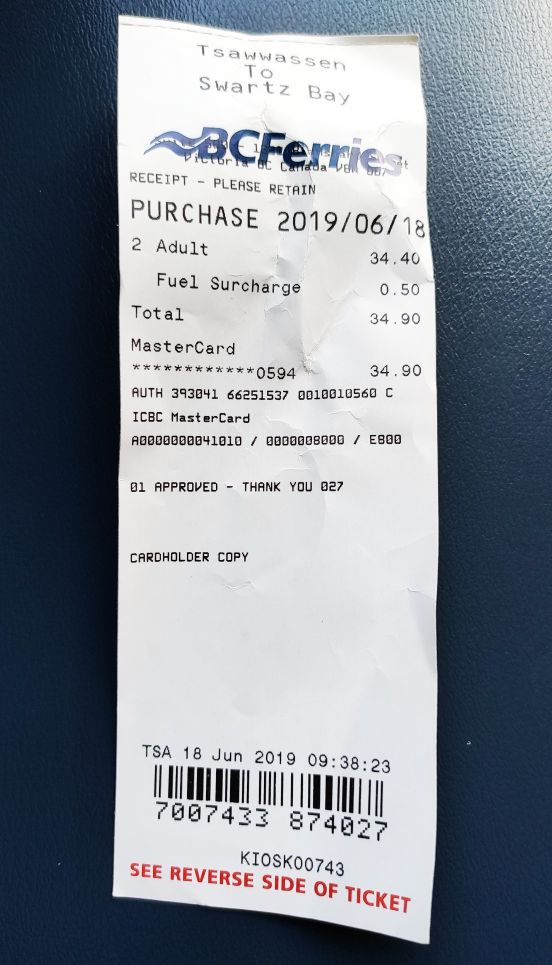 Tsawwassen
To
Swartz Bay
BCFerries
Victoria BC Canada
RECEIPT - PLEASE RETAIN
PURCHASE 2019/06/18
2 Adult 34.40
Fuel Surcharge 0.50
Total 34.90
MasterCard
************0594 34.90
AUTH 393041 66251537 0010010560 C
ICBC MasterCard
A0000000041010 / 0000008000 / E800
01 APPROVED - THANK YOU 027
CARDHOLDER COPY
TSA 18 Jun 2019 09:38:23
7007433 874027
KIOSK00743
SEE REVERSE SIDE OF TICKET